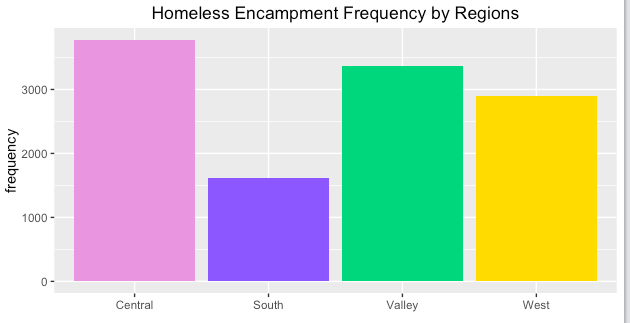 Homeless Encampment Frequency by Regions
frequency
3000
2000
1000
0
Central South Valley West